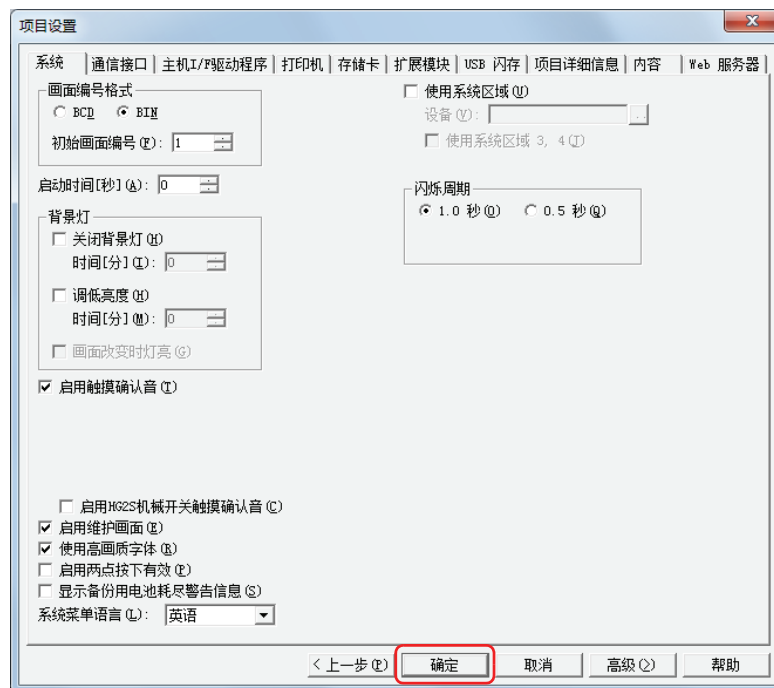 项目设置
系统 通信接口 主机I/F驱动程序 打印机 存储卡 扩展模块 USB 闪存 项目详细信息 内容 Web 服务器
画面编号格式
BCD BIN
初始画面编号(F): 1
启动时间[秒](A): 0
背景灯
关闭背景灯(H)
时间[分](I): 0
调低亮度(H)
时间[分](M): 0
画面改变时灯亮(G)
启用触摸确认音(T)
启用HG2S机械开关触摸确认音(C)
启用维护画面(E)
使用高画质字体(R)
启用两点按下有效(P)
显示备份用电池耗尽警告信息(S)
系统菜单语言(L): 英语
使用系统区域(U)
设备(V): ..
使用系统区域 3, 4(J)
闪烁周期
1.0 秒(O) 0.5 秒(Q)
< 上一步(P) 确定 取消 高级(2) 帮助